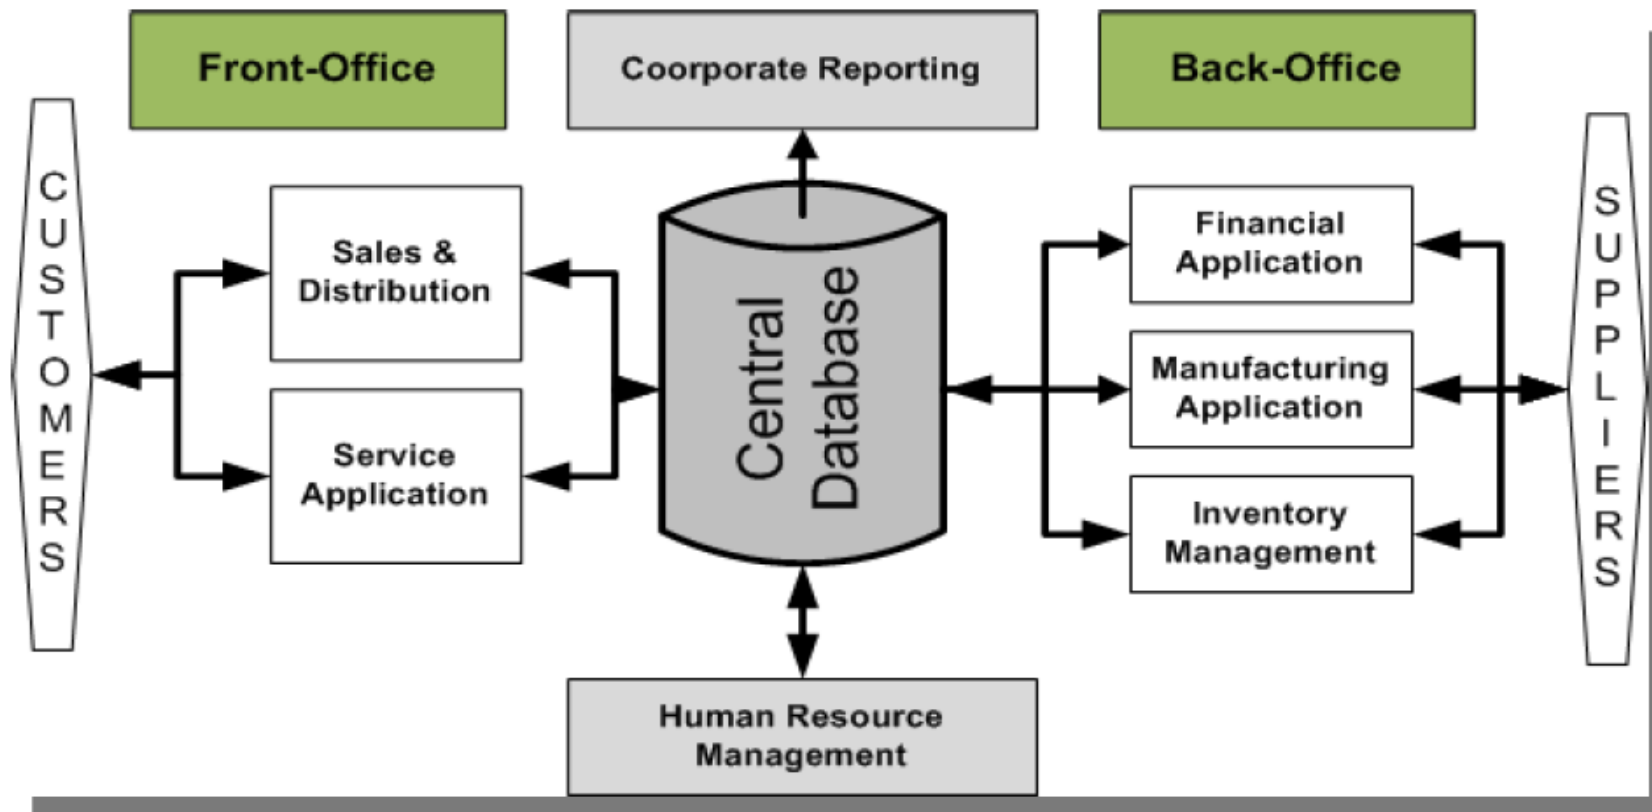 Front-Office
Coorporate Reporting
Back-Office
CUSTOMERS
Sales &
Distribution
Service
Application
Central
Database
Financial
Application
Manufacturing
Application
Inventory
Management
SUPPLIERS
Human Resource
Management